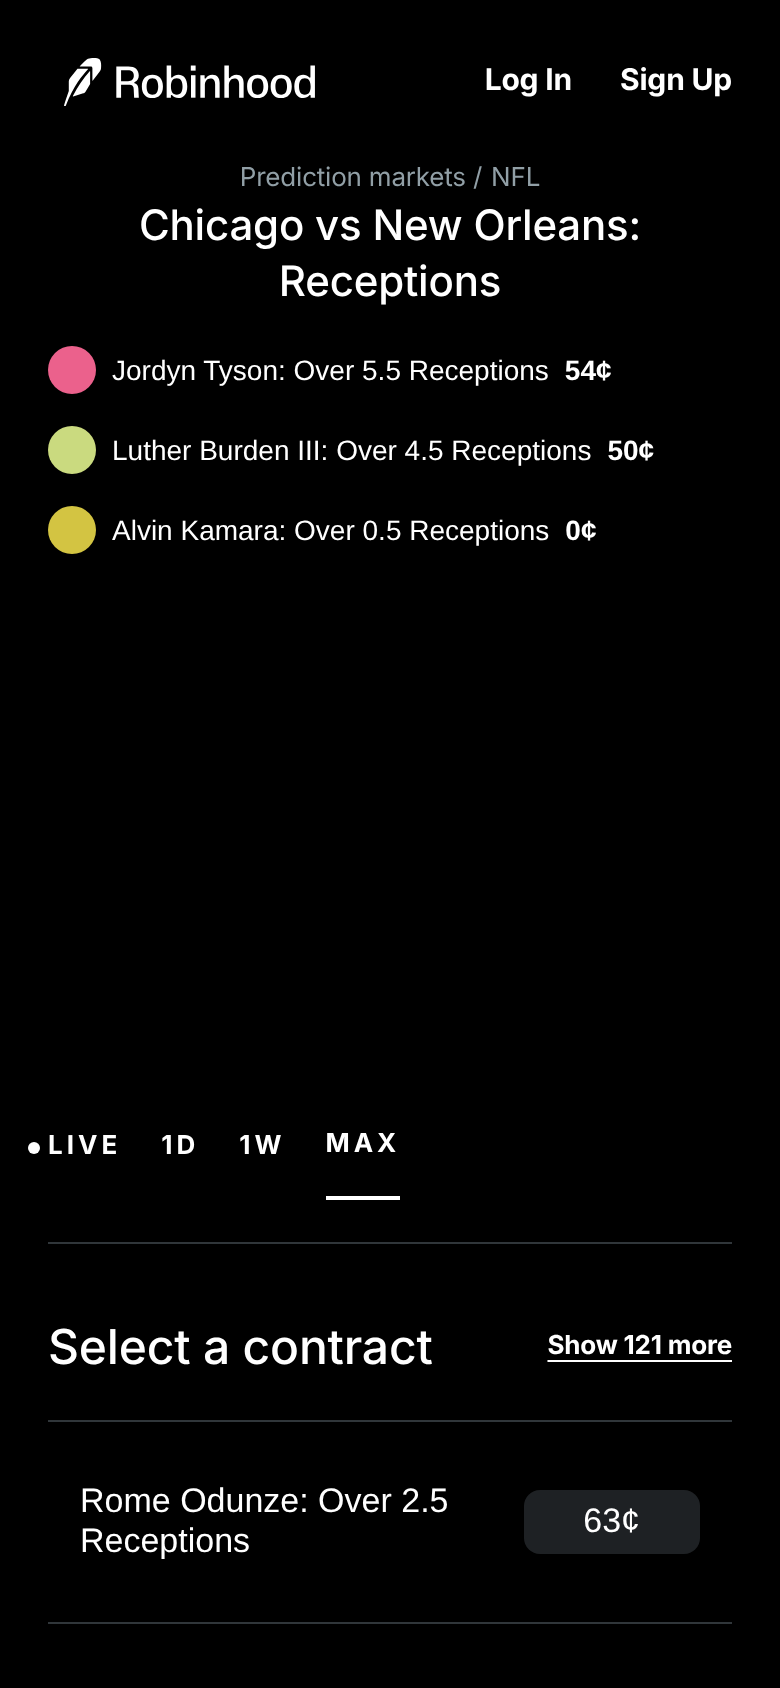 Robinhood
Log In
Sign Up
Prediction markets / NFL
Chicago vs New Orleans:
Receptions
Jordyn Tyson: Over 5.5 Receptions 54¢
Luther Burden III: Over 4.5 Receptions 50¢
Alvin Kamara: Over 0.5 Receptions 0¢
LIVE 1D 1W MAX
Select a contract
Show 121 more
Rome Odunze: Over 2.5
Receptions
63¢